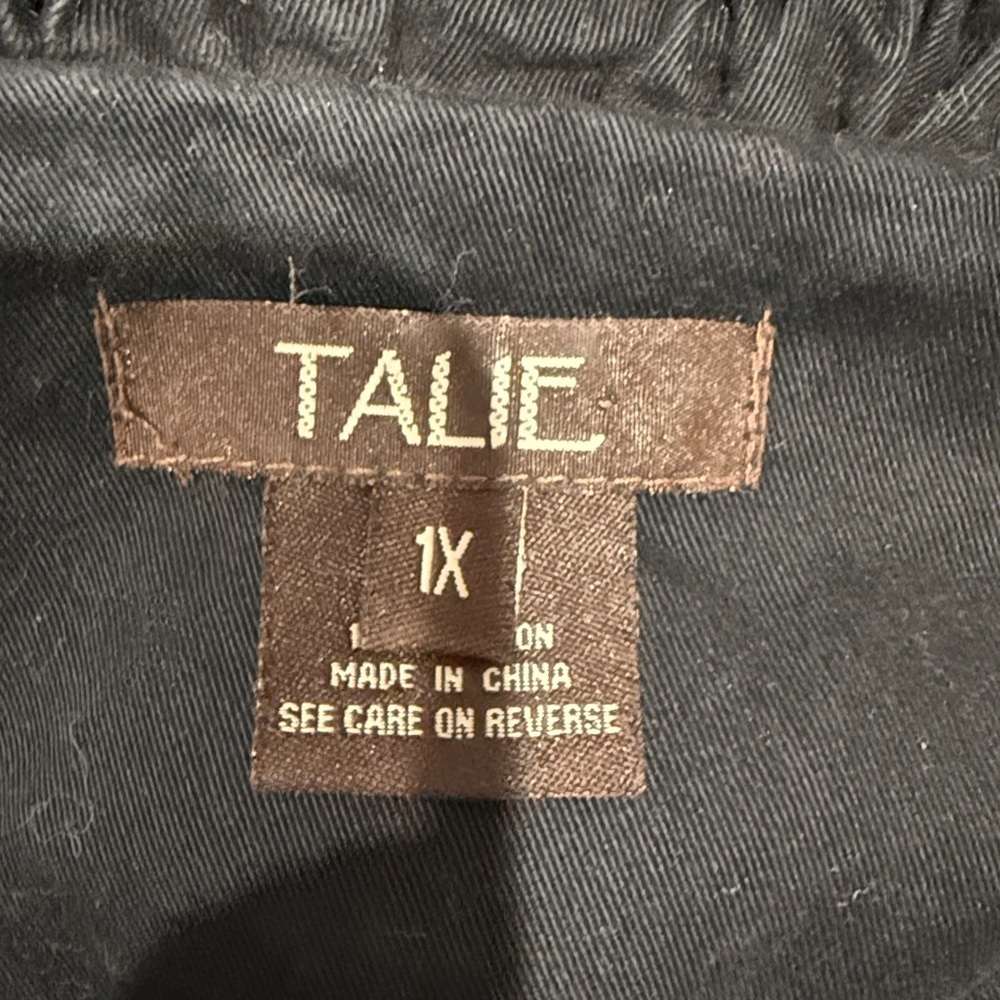 TALIE
1X
MADE IN CHINA
SEE CARE ON REVERSE